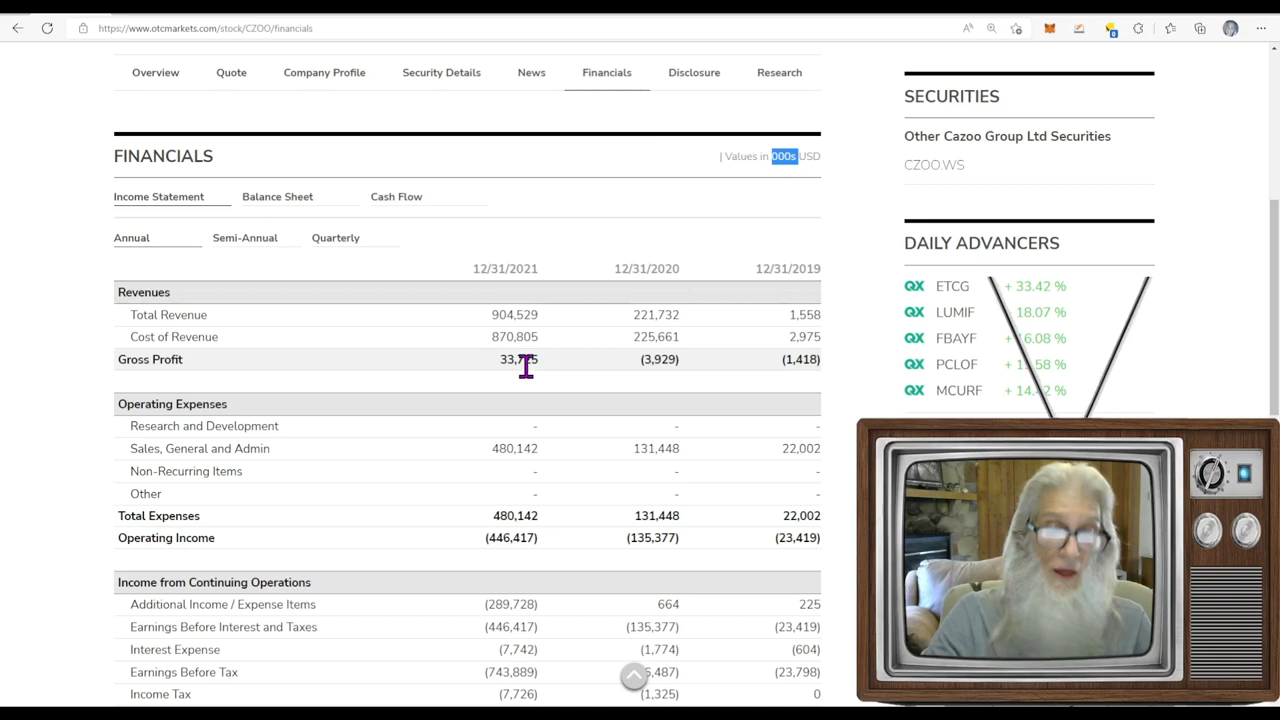 https://www.otcmarkets.com/stock/CZOO/financials
Overview Quote Company Profile Security Details News Financials Disclosure Research
FINANCIALS | Values in 000s USD
Income Statement Balance Sheet Cash Flow
Annual Semi-Annual Quarterly
12/31/2021 12/31/2020 12/31/2019
Revenues
Total Revenue 904,529 221,732 1,558
Cost of Revenue 870,805 225,661 2,975
Gross Profit (3,929) (1,418)
Operating Expenses
Research and Development - - -
Sales, General and Admin 480,142 131,448 22,002
Non-Recurring Items - - -
Other - - -
Total Expenses 480,142 131,448 22,002
Operating Income (446,417) (135,377) (23,419)
Income from Continuing Operations
Additional Income / Expense Items (289,728) 664 225
Earnings Before Interest and Taxes (446,417) (135,377) (23,419)
Interest Expense (7,742) (1,774) (604)
Earnings Before Tax (743,889) (23,798)
Income Tax (7,726) (1,325) 0
SECURITIES
Other Cazoo Group Ltd Securities
CZOO.WS
DAILY ADVANCERS
QX ETCG + 33.42 %
QX LUMIF 18.07 %
QX FBAYF 16.08 %
QX PCLOF
QX MCURF